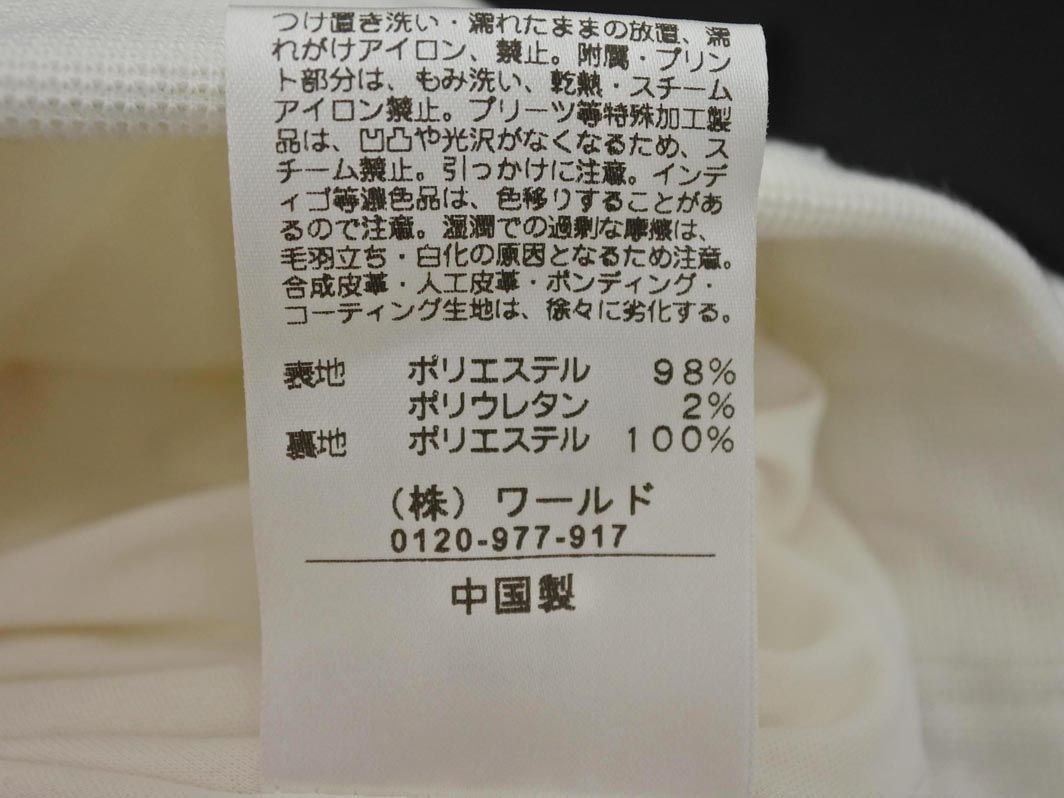 つけ置き洗い・濡れたままの放置、濡
れがけアイロン、禁止。附属・プリン
ト部分は、もみ洗い、乾熱・スチーム
アイロン禁止。プリーツ等特殊加工製
品は、凹凸や光沢がなくなるため、ス
チーム禁止。引っかけに注意。インデ
ィゴ等濃色品は、色移りすることがあ
るので注意。湿潤での過剰な摩擦は、
毛羽立ち・白化の原因となるため注意。
合成皮革・人工皮革・ボンディング・
コーティング生地は、徐々に劣化する。
表地 ポリエステル 98%
ポリウレタン 2%
裏地 ポリエステル 100%
(株) ワールド
0120-977-917
中国製